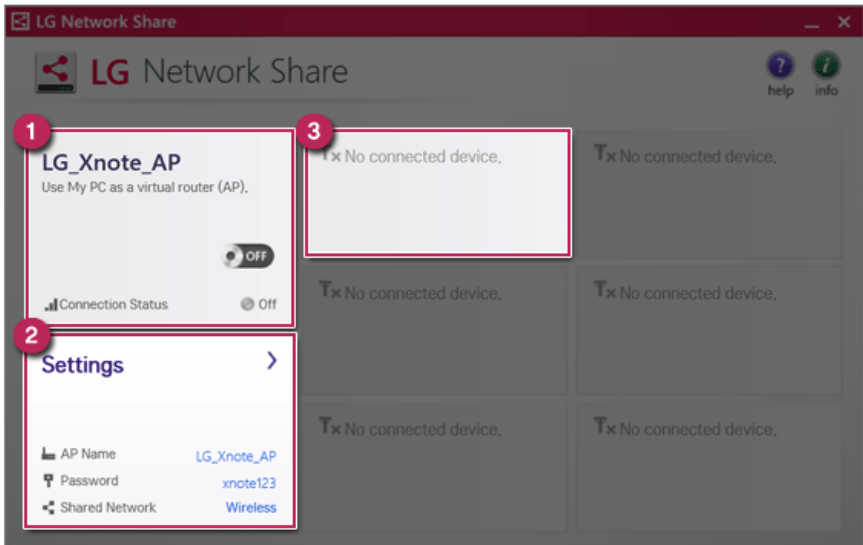 LG Network Share
LG Network Share
help
info
1
LG_Xnote_AP
Use My PC as a virtual router (AP).
OFF
Connection Status
Off
2
Settings
AP Name
LG_Xnote_AP
Password
xnote123
Shared Network
Wireless
3
No connected device.
No connected device.
No connected device.
No connected device.
No connected device.
No connected device.